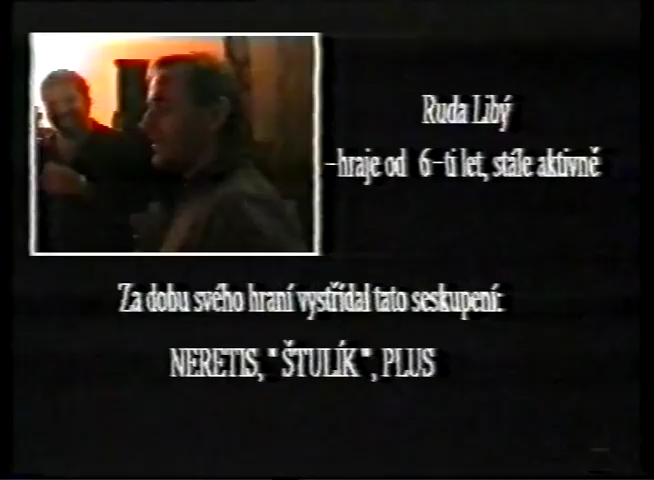 Ruda Libý
-hraje od 6-ti let, stále aktivně
Za dobu svého hraní vystřídal tato seskupení:
NERETIS, "ŠTULÍK", PLUS